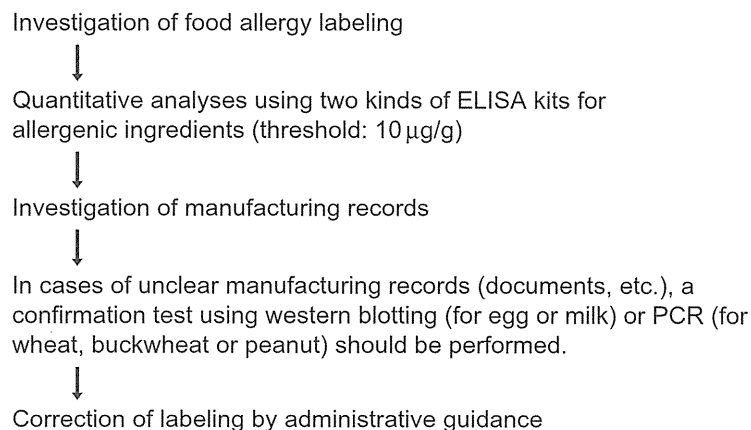 Investigation of food allergy labeling
Quantitative analyses using two kinds of ELISA kits for
allergenic ingredients (threshold: 10 μg/g)
Investigation of manufacturing records
In cases of unclear manufacturing records (documents, etc.), a
confirmation test using western blotting (for egg or milk) or PCR (for
wheat, buckwheat or peanut) should be performed.
Correction of labeling by administrative guidance